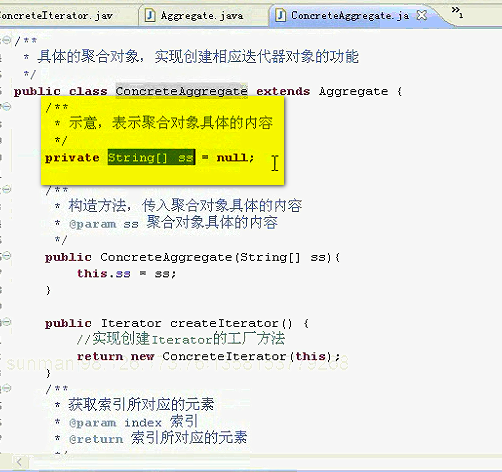 ConcreteIterator.jav Aggregate.java ConcreteAggregate.ja
/**
* 具体的聚合对象，实现创建相应迭代器对象的功能
*/
public class ConcreteAggregate extends Aggregate {
/**
* 示意，表示聚合对象具体的内容
*/
private String[] ss = null;
/**
* 构造方法，传入聚合对象具体的内容
* @param ss 聚合对象具体的内容
*/
public ConcreteAggregate(String[] ss){
this.ss = ss;
}
public Iterator createIterator() {
//实现创建Iterator的工厂方法
return new ConcreteIterator(this);
}
/**
* 获取索引所对应的元素
* @param index 索引
* @return 索引所对应的元素
*/